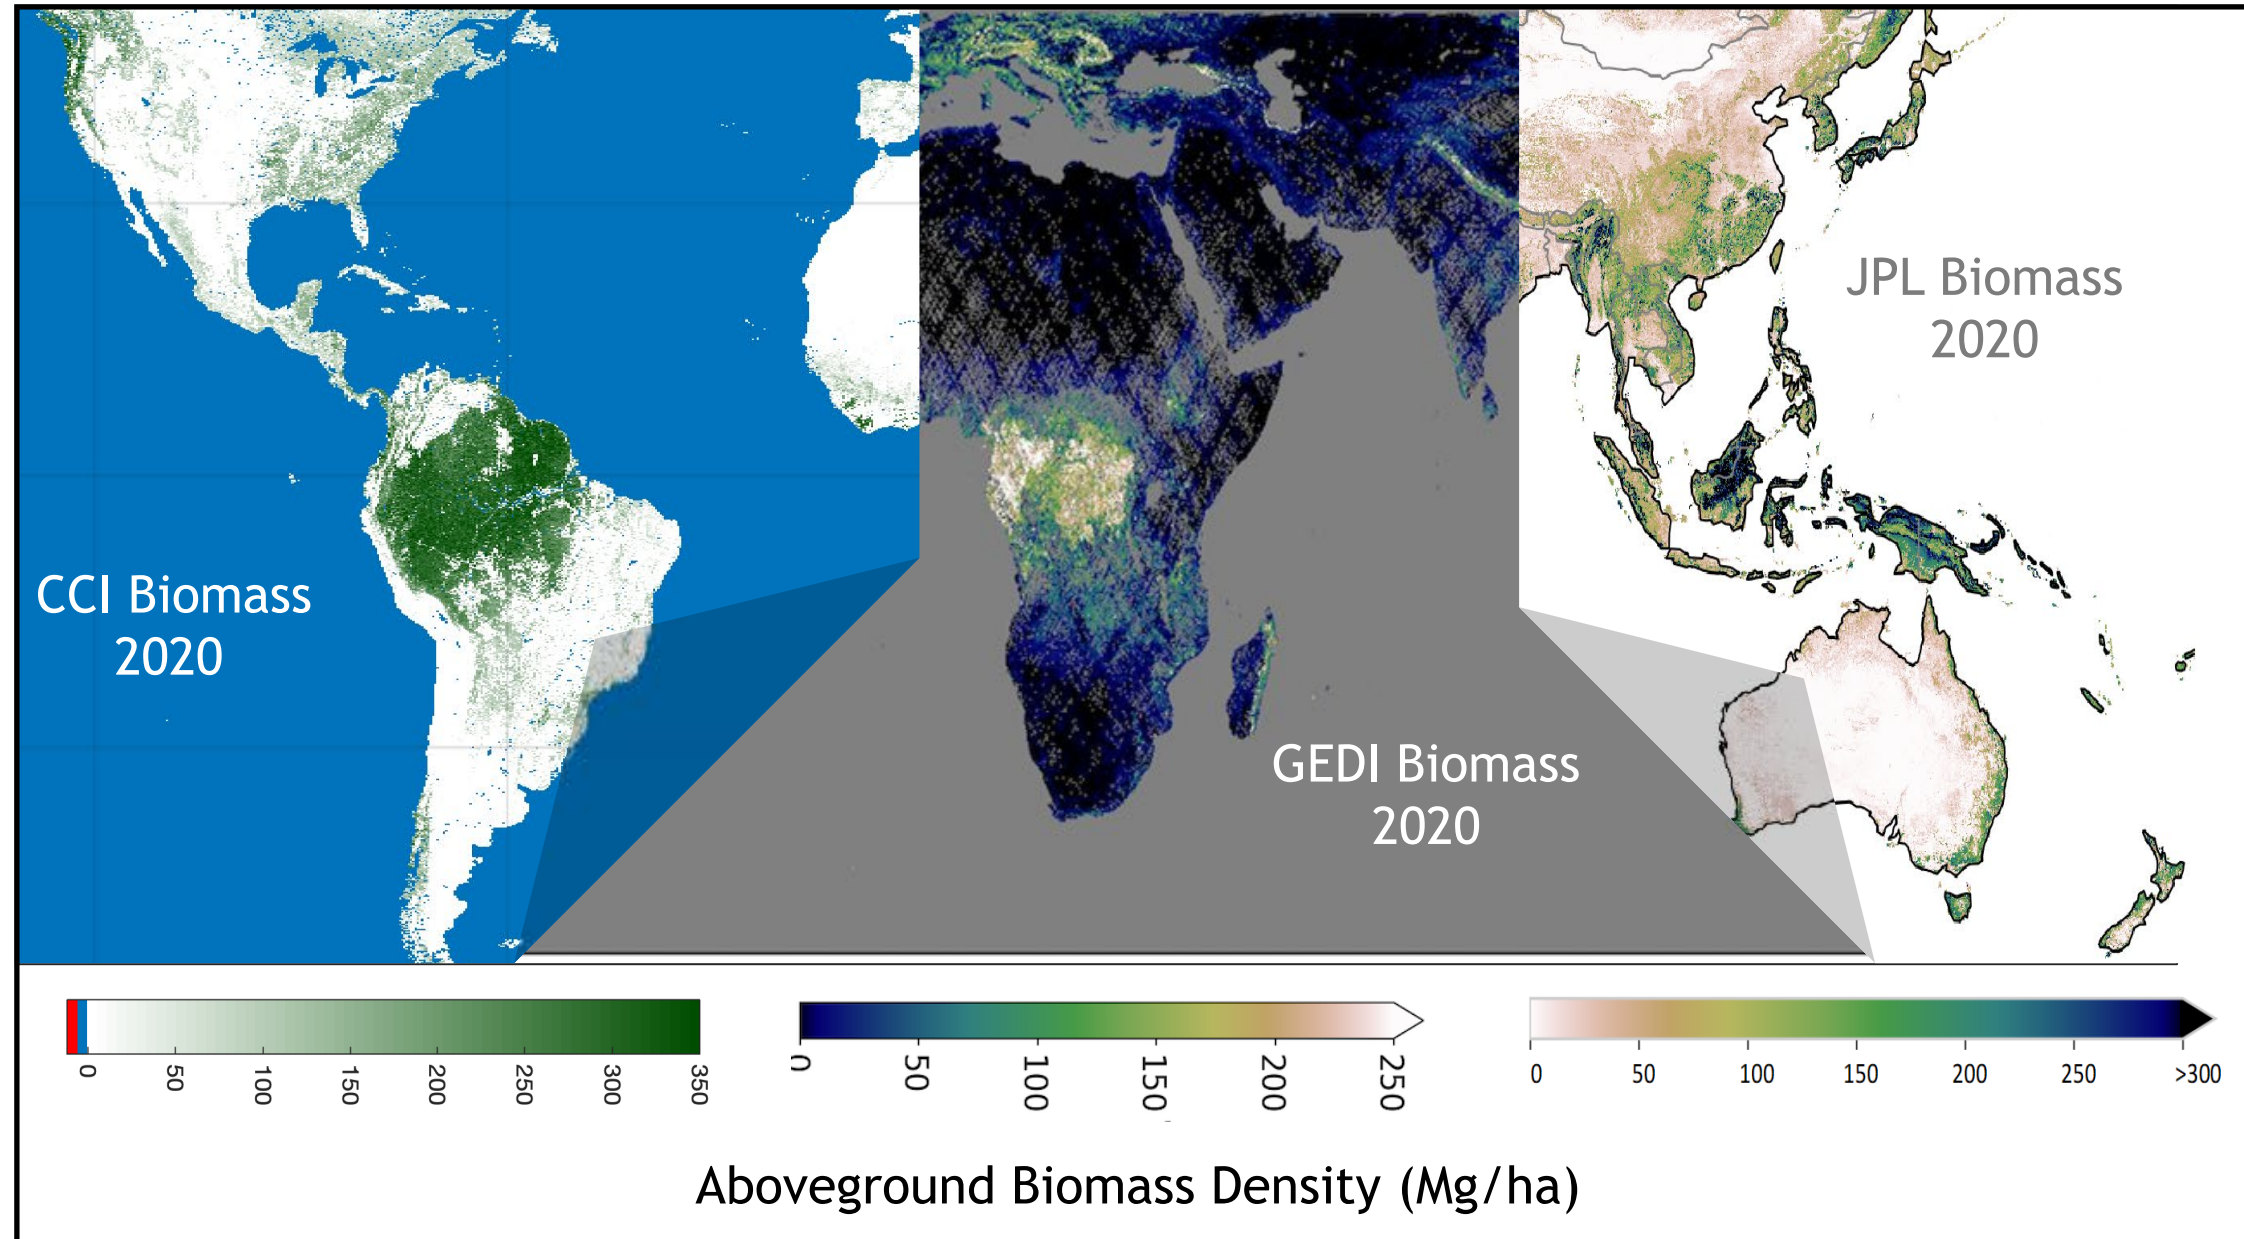 JPL Biomass
2020
CCI Biomass
2020
GEDI Biomass
2020
0 50 100 150 200 250 300 350
0 50 100 150 200 250
0 50 100 150 200 250 >300
Aboveground Biomass Density (Mg/ha)